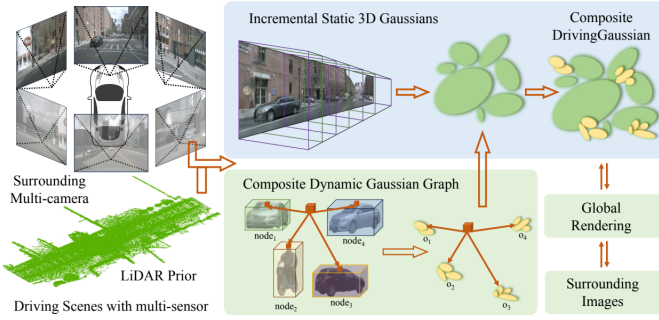 Surrounding
Multi-camera
LiDAR Prior
Driving Scenes with multi-sensor
Incremental Static 3D Gaussians
Composite
DrivingGaussian
Composite Dynamic Gaussian Graph
node1
node4
node2
node3
o1
o4
o2
o3
Global
Rendering
Surrounding
Images